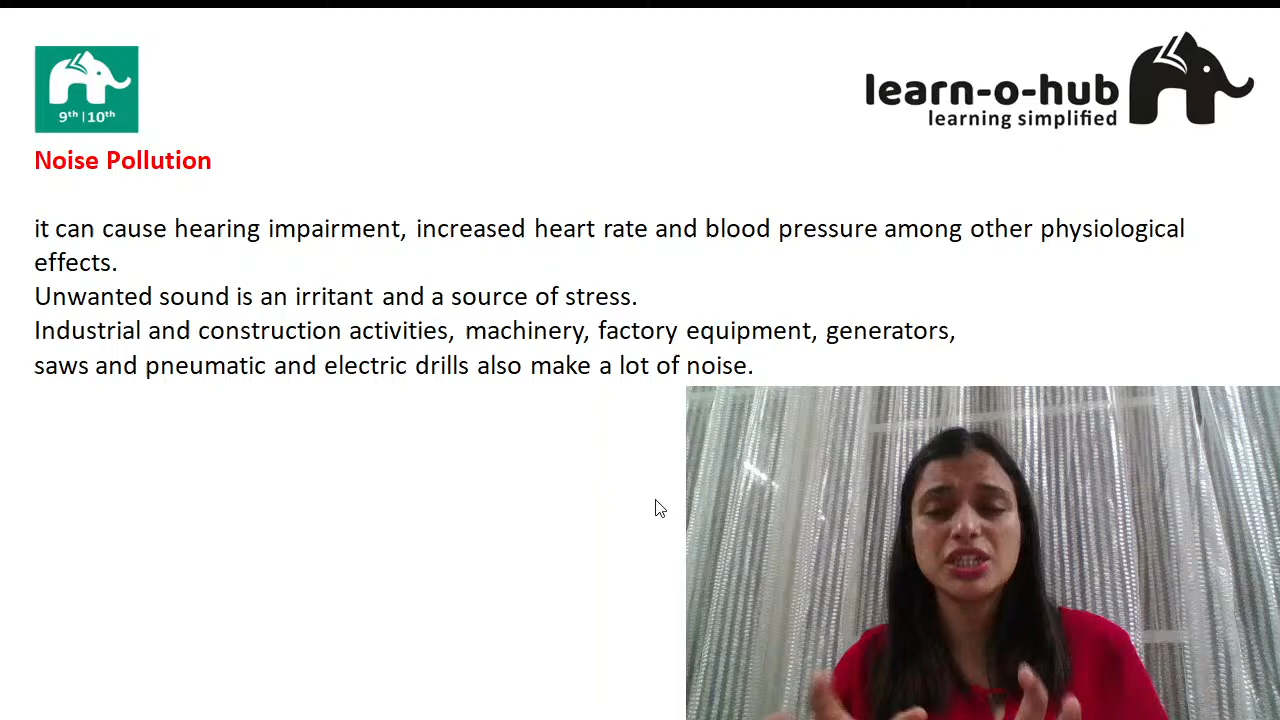 learn-o-hub
learning simplified
9th | 10th
Noise Pollution
it can cause hearing impairment, increased heart rate and blood pressure among other physiological
effects.
Unwanted sound is an irritant and a source of stress.
Industrial and construction activities, machinery, factory equipment, generators,
saws and pneumatic and electric drills also make a lot of noise.